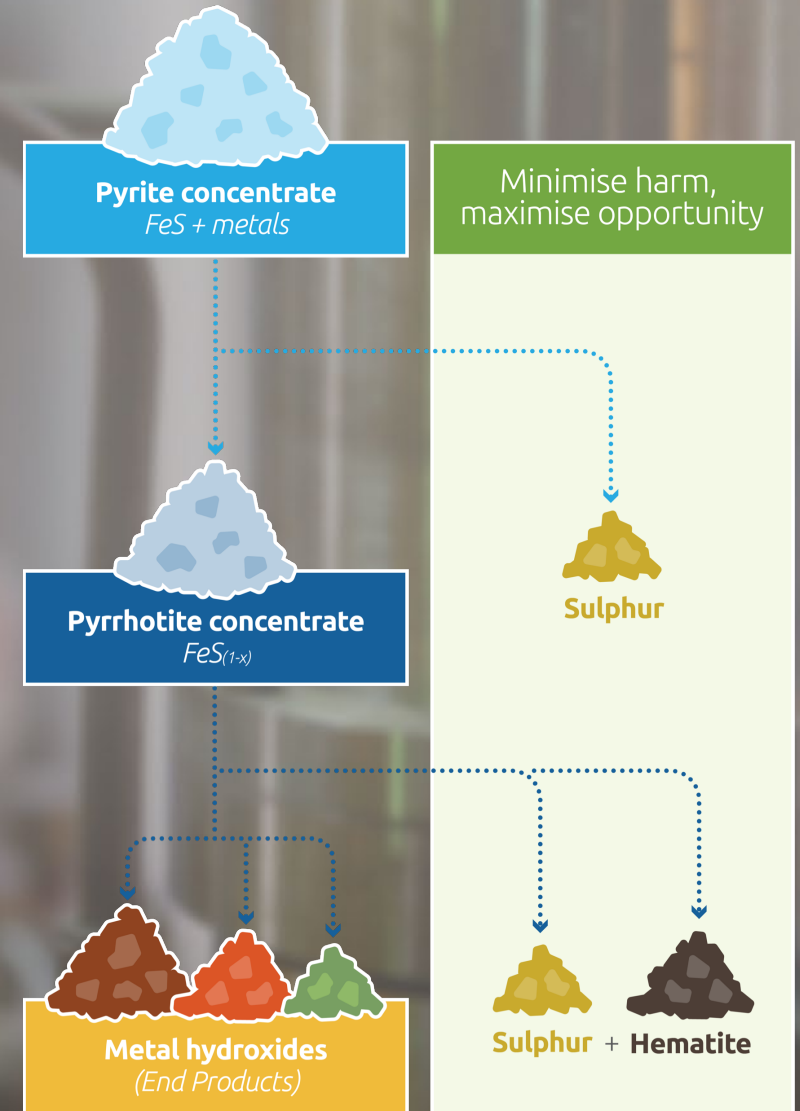 Pyrite concentrate
FeS + metals
Minimise harm,
maximise opportunity
Pyrrhotite concentrate
FeS(1-x)
Sulphur
Metal hydroxides
(End Products)
Sulphur + Hematite